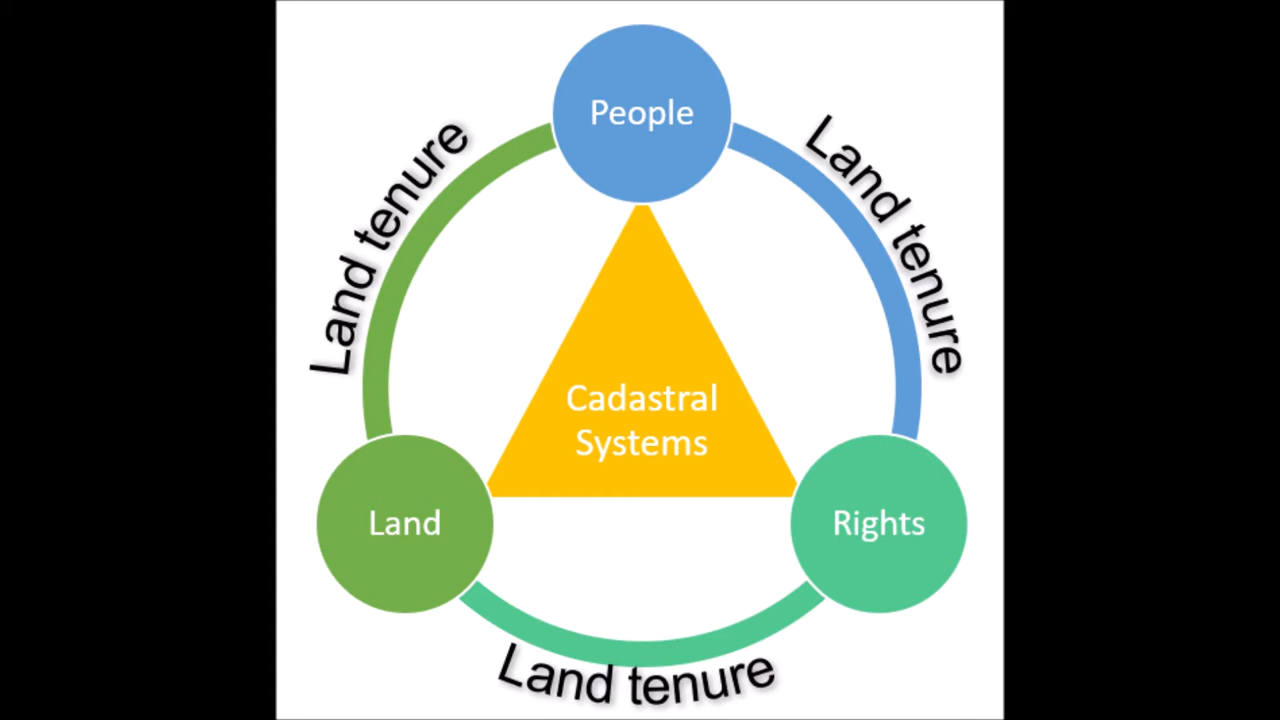 People
Land tenure
Land tenure
Cadastral
Systems
Land
Rights
Land tenure